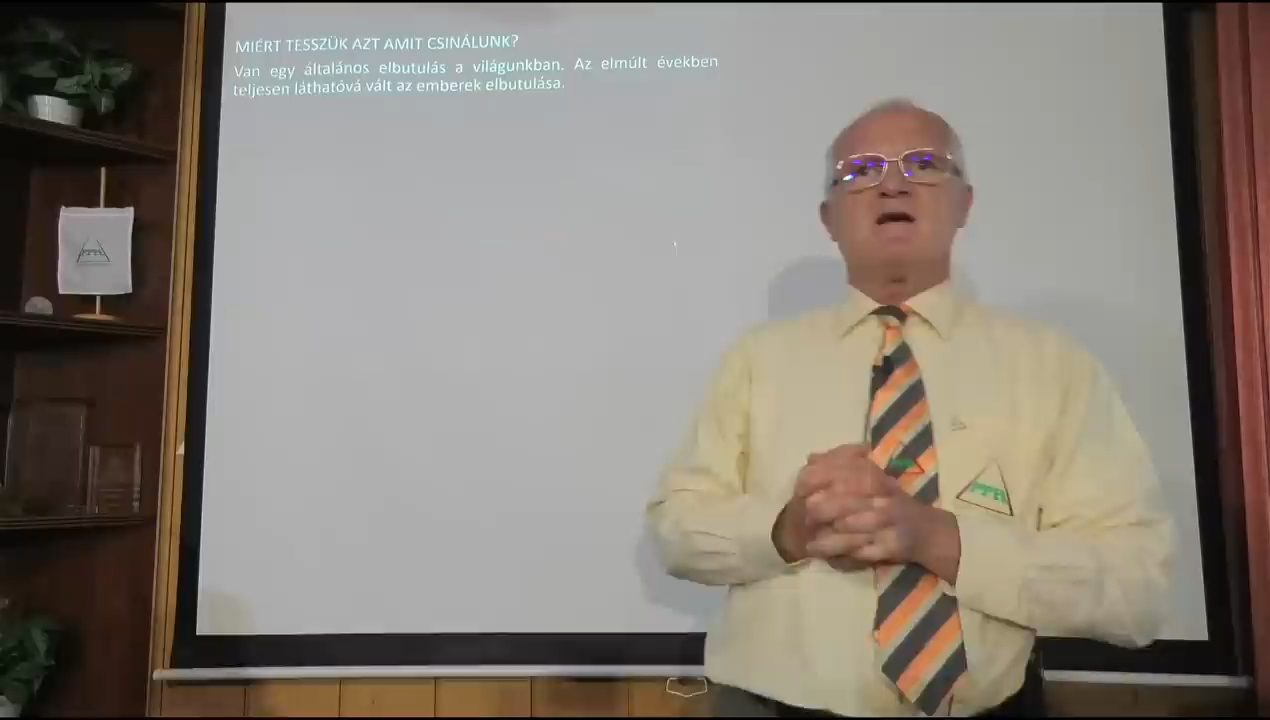 MIÉRT TESSZÜK AZT AMIT CSINÁLUNK?
Van egy általános elbutulás a világunkban. Az elmúlt években
teljesen láthatóvá vált az emberek elbutulása.